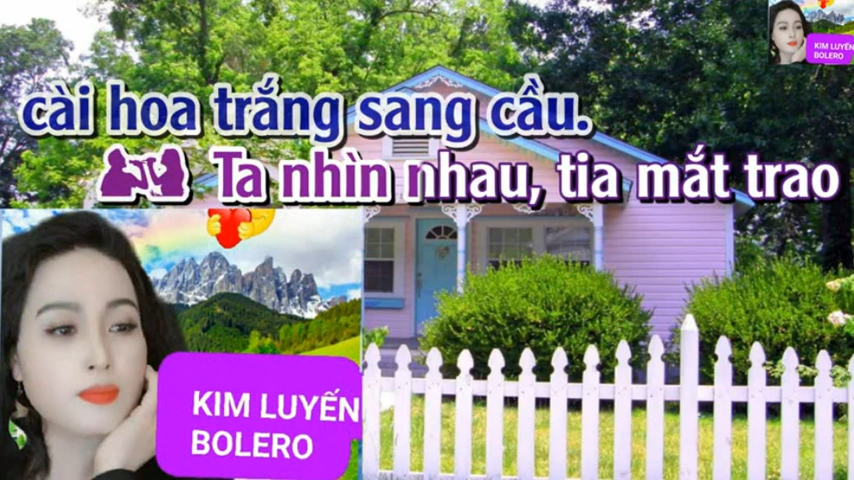 KIM LUYẾN
BOLERO
cài hoa trắng sang cầu.
Ta nhìn nhau, tia mắt trao
KIM LUYẾN
BOLERO